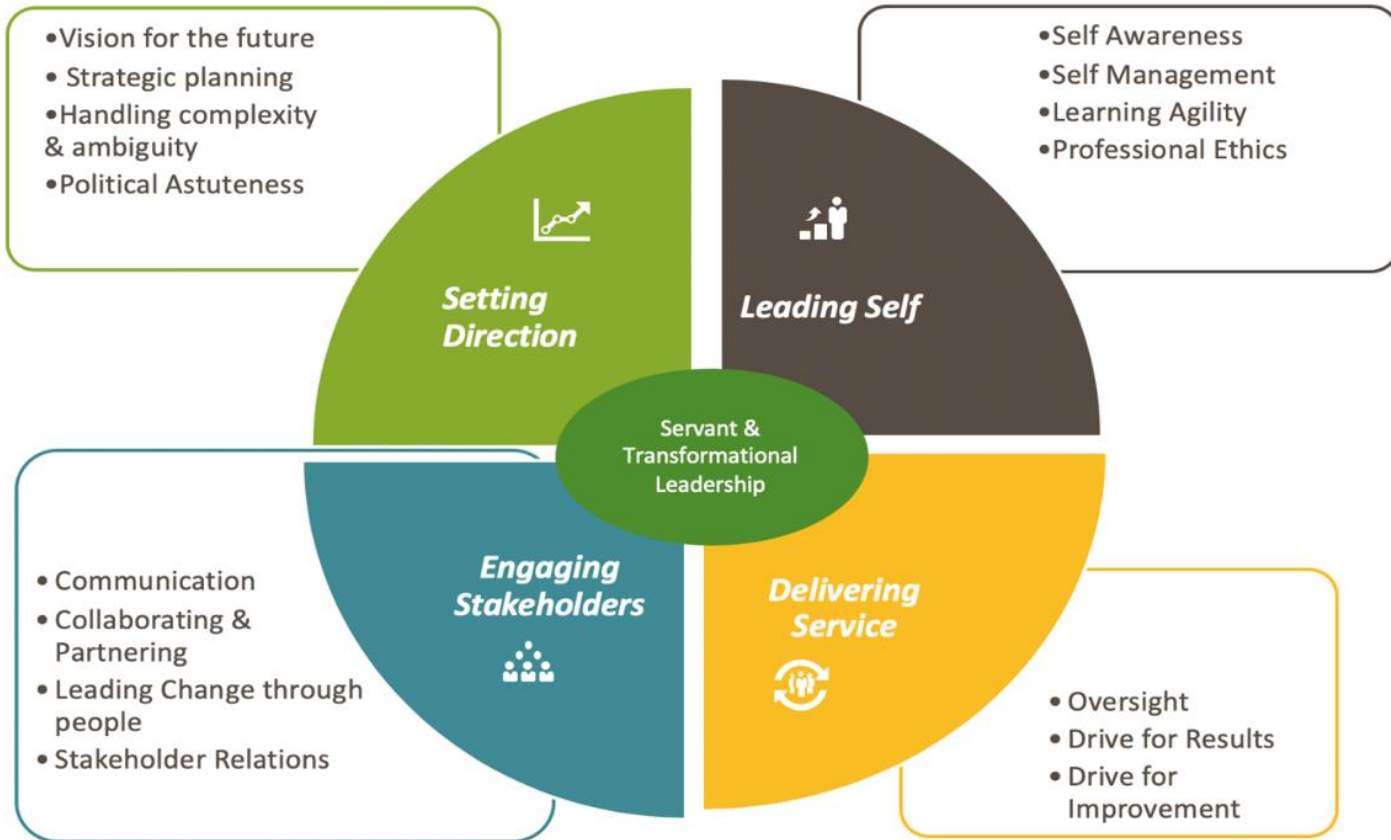 •Vision for the future
• Strategic planning
•Handling complexity
& ambiguity
•Political Astuteness
•Self Awareness
•Self Management
•Learning Agility
•Professional Ethics
Setting
Direction
Leading Self
Servant &
Transformational
Leadership
Engaging
Stakeholders
Delivering
Service
• Communication
• Collaborating &
Partnering
• Leading Change through
people
• Stakeholder Relations
• Oversight
• Drive for Results
• Drive for
Improvement